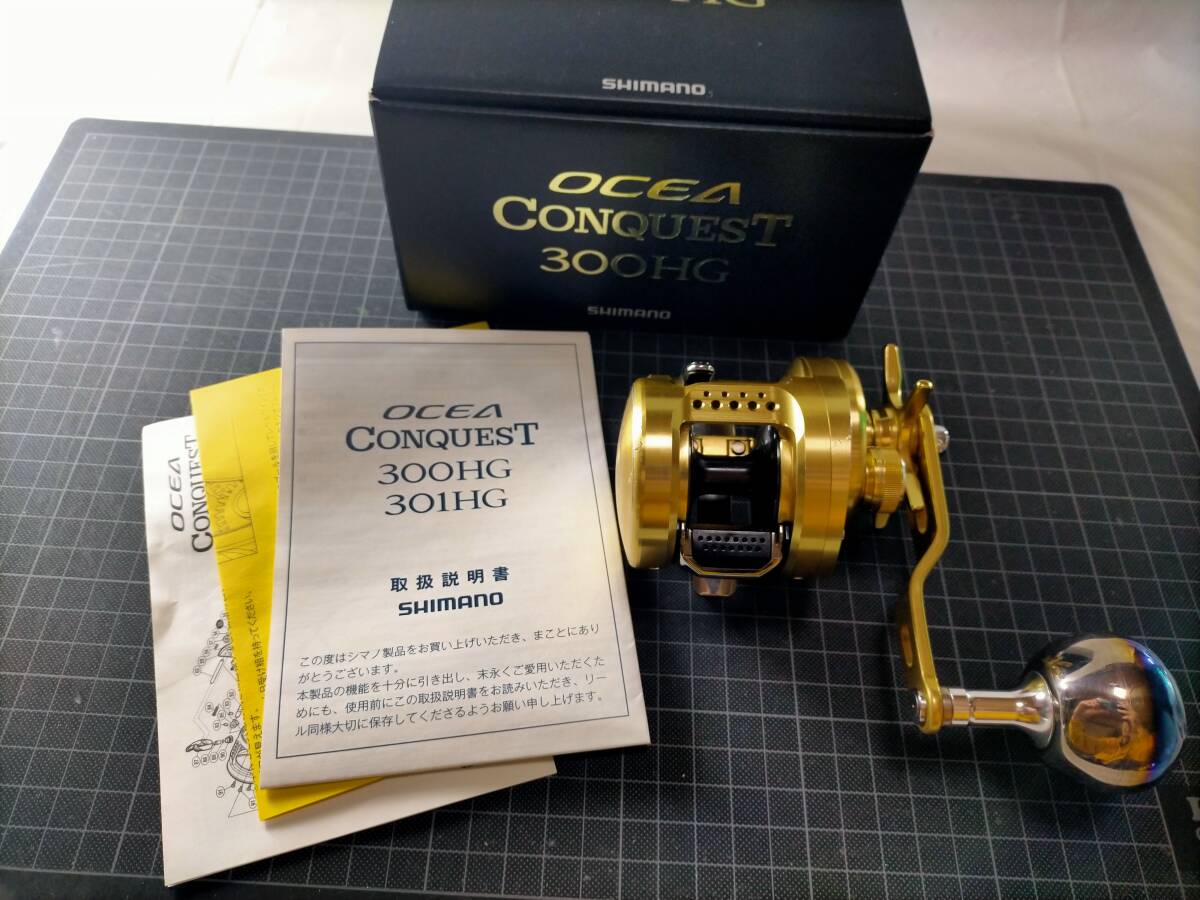 HG
SHIMANO
OCEA
CONQUEST
300HG
SHIMANO
OCEA
CONQUEST
300HG
301HG
取扱説明書
SHIMANO
この度はシマノ製品をお買い上げいただき、まことにあり
がとうございます。
本製品の機能を十分に引き出し、末永くご愛用いただくた
めにも、使用前にこの取扱説明書をお読みいただき、リー
ル同様大切に保存してくださるようお願い申し上げます。
OCEA
CONQUEST